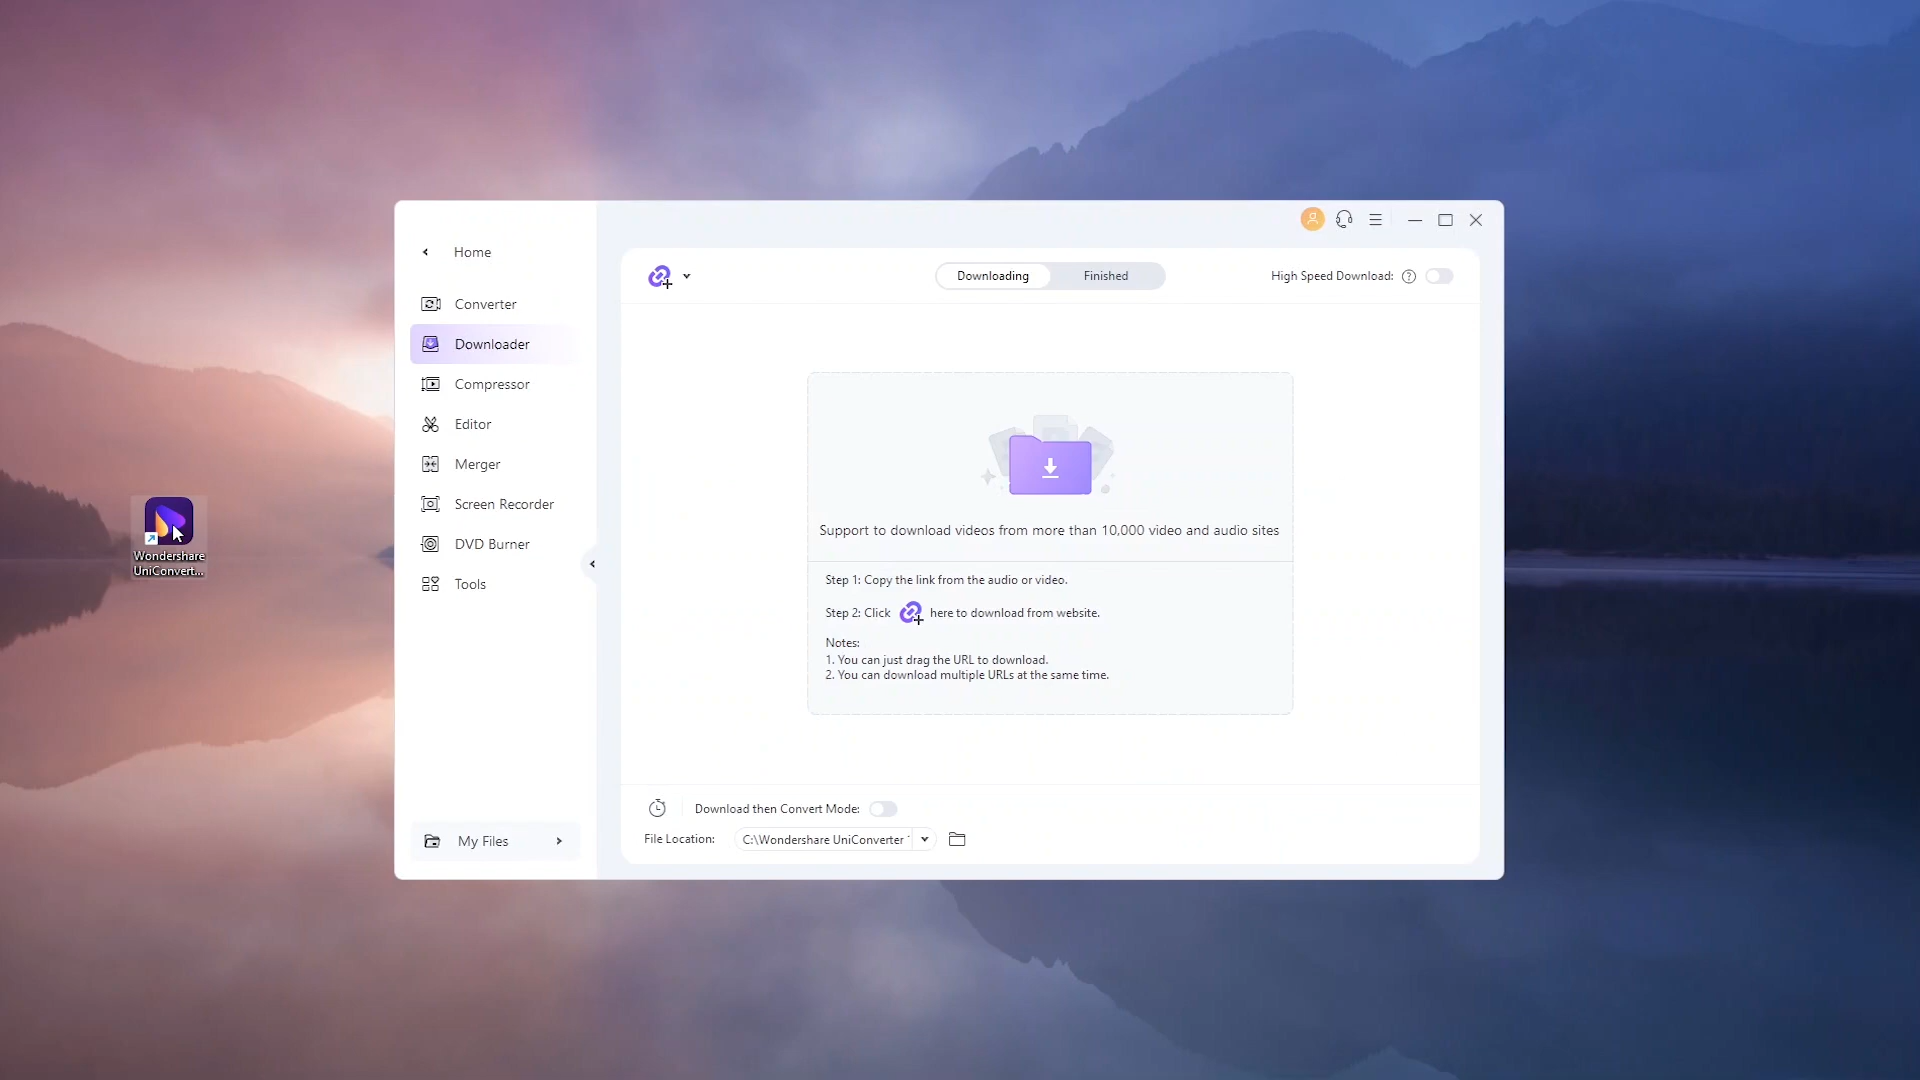 Home
Converter
Downloader
Compressor
Editor
Merger
Screen Recorder
DVD Burner
Tools
My Files
Downloading
Finished
High Speed Download:
Support to download videos from more than 10,000 video and audio sites
Step 1: Copy the link from the audio or video.
Step 2: Click here to download from website.
Notes:
1. You can just drag the URL to download.
2. You can download multiple URLs at the same time.
Download then Convert Mode:
File Location:
C:\Wondershare UniConverter
Wondershare
UniConvert...